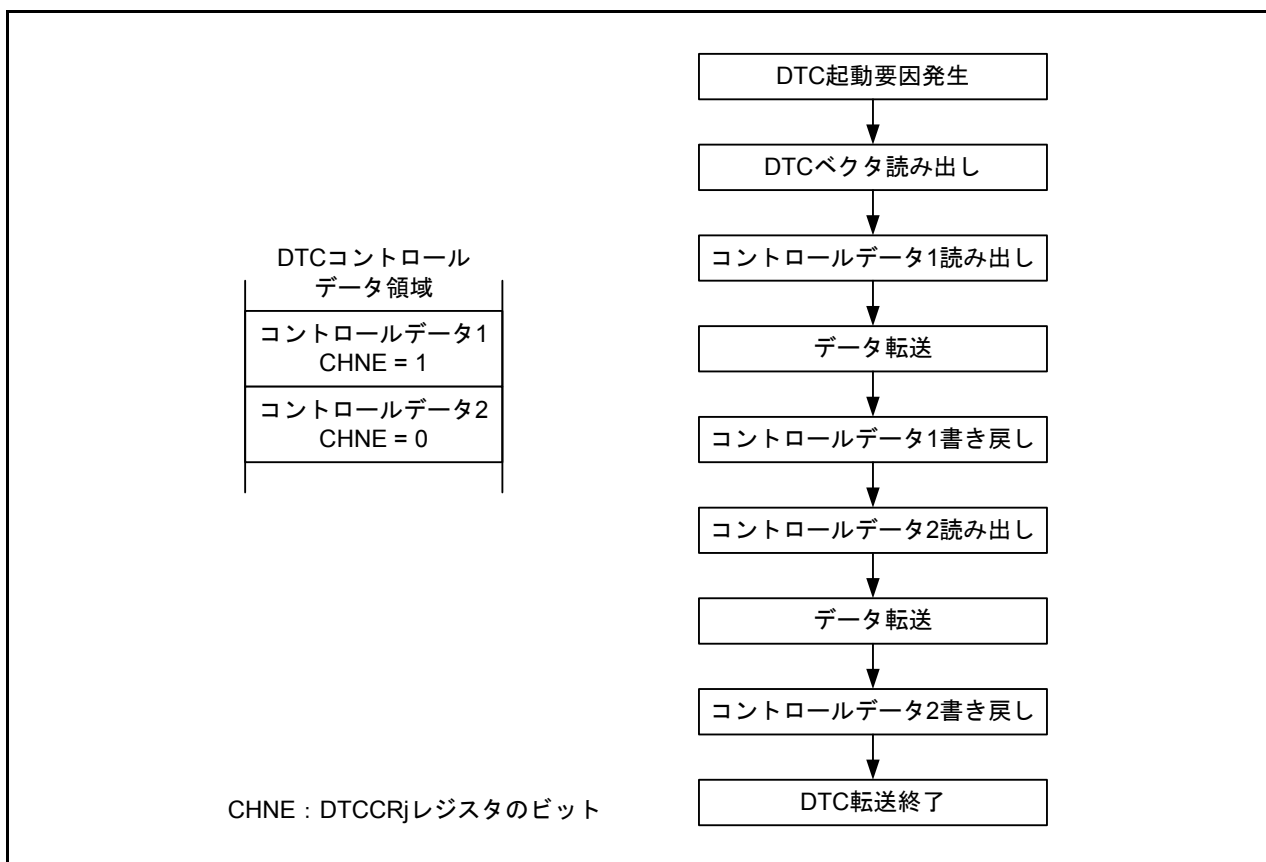 DTC起動要因発生
DTCベクタ読み出し
コントロールデータ1読み出し
データ転送
コントロールデータ1書き戻し
コントロールデータ2読み出し
データ転送
コントロールデータ2書き戻し
DTC転送終了
DTCコントロール
データ領域
コントロールデータ1
CHNE = 1
コントロールデータ2
CHNE = 0
CHNE：DTCCRjレジスタのビット